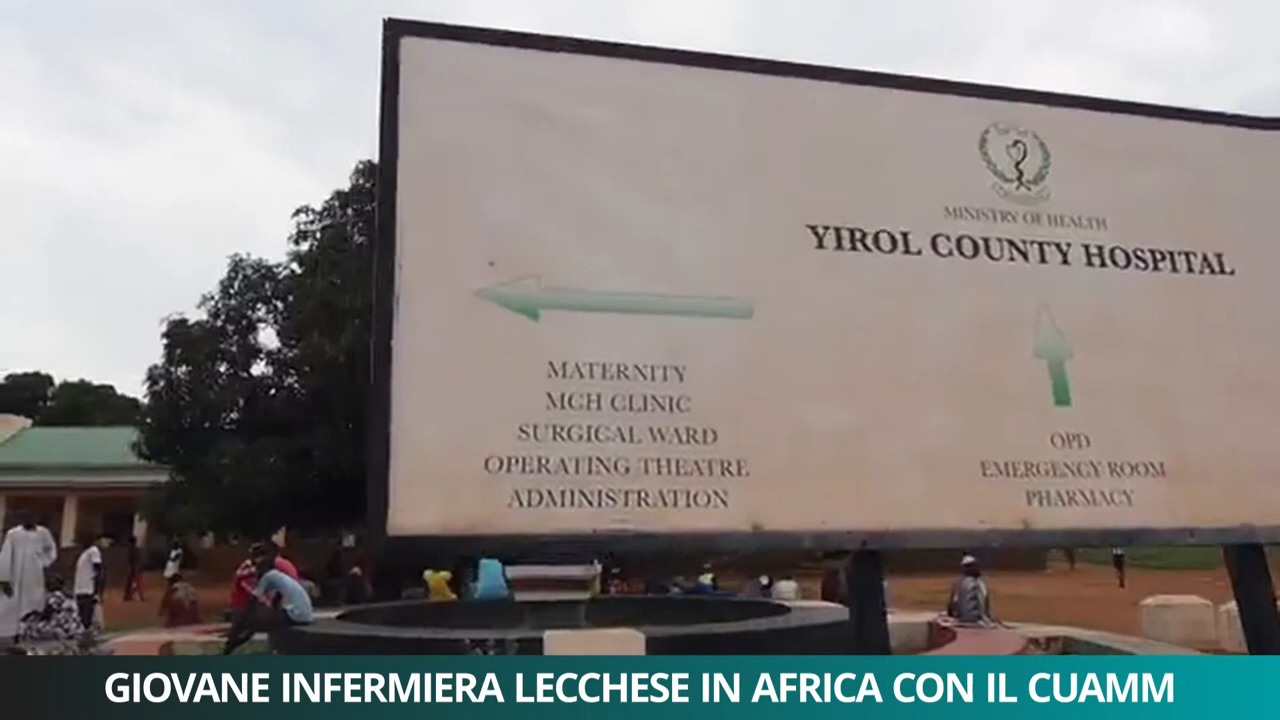 MINISTRY OF HEALTH
YIROL COUNTY HOSPITAL
MATERNITY
MCH CLINIC
SURGICAL WARD
OPERATING THEATRE
ADMINISTRATION
OPD
EMERGENCY ROOM
PHARMACY
GIOVANE INFERMIERA LECCHESE IN AFRICA CON IL CUAMM